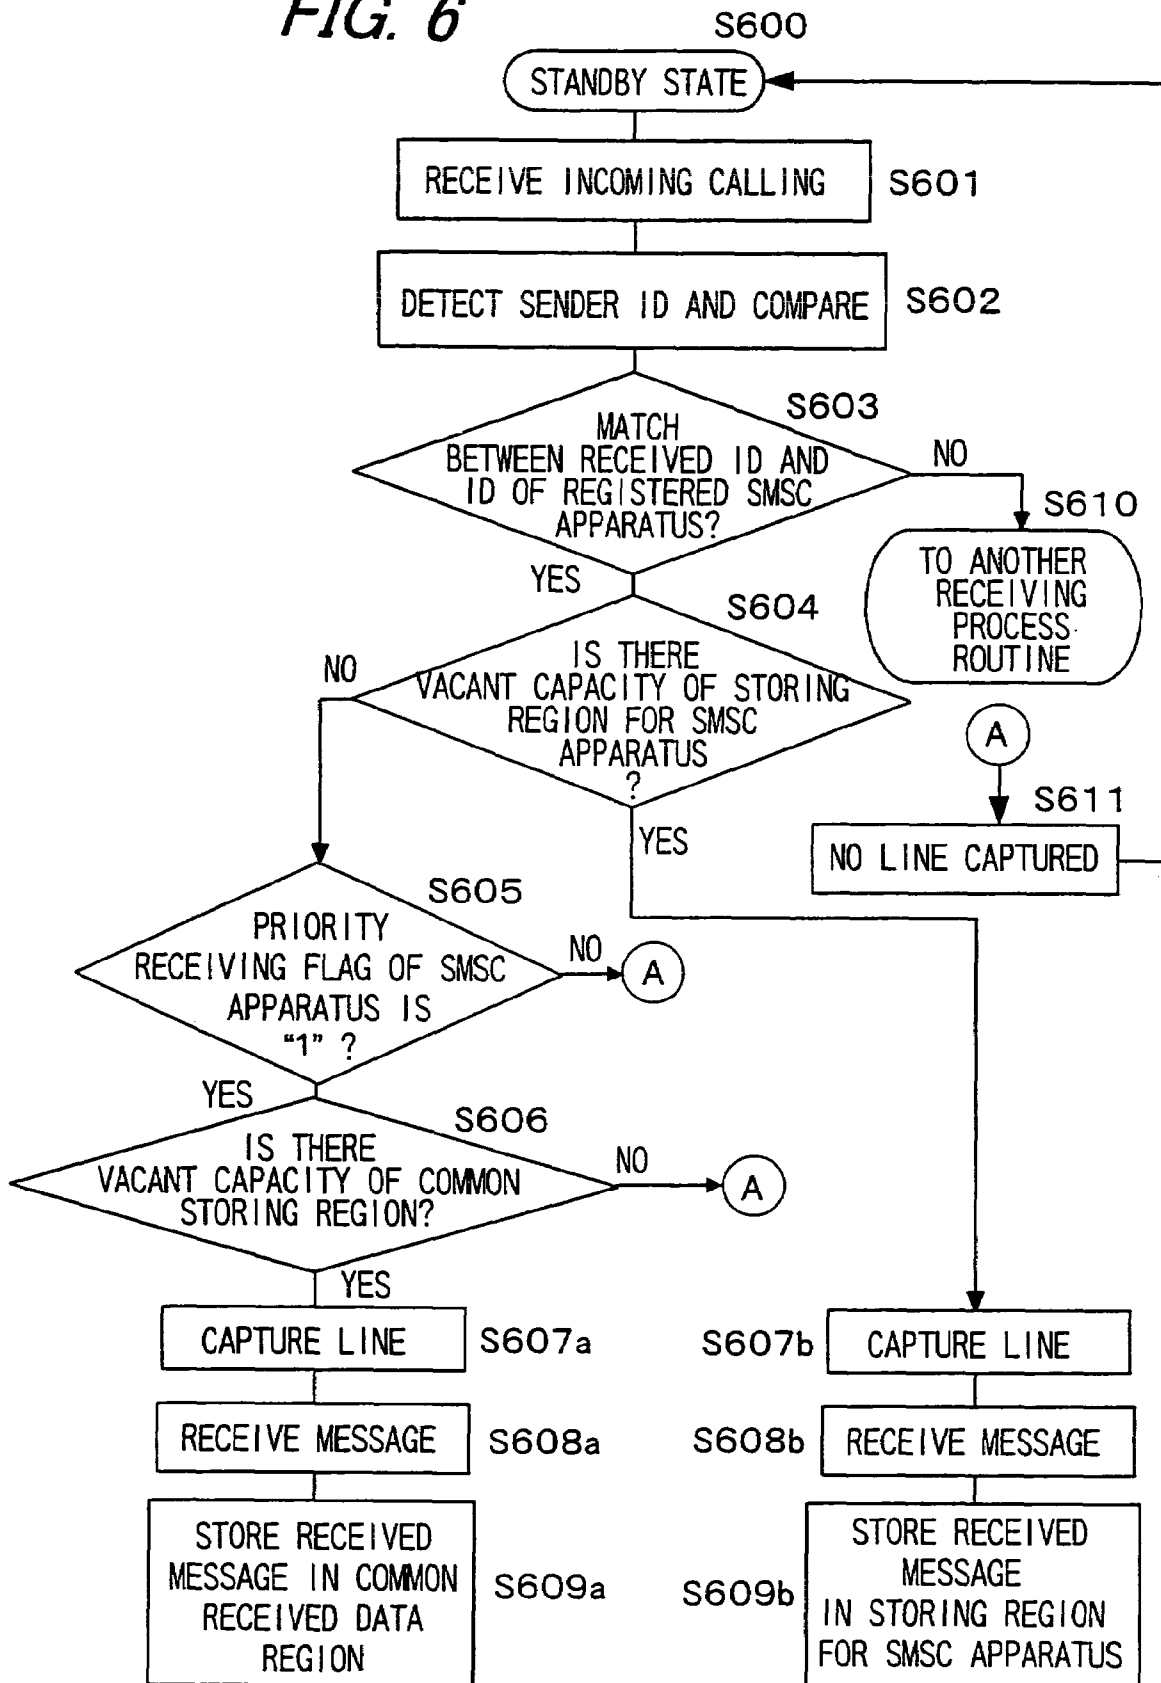 FIG. 6
S600
STANDBY STATE
RECEIVE INCOMING CALLING
S601
DETECT SENDER ID AND COMPARE
S602
S603
MATCH
BETWEEN RECEIVED ID AND
ID OF REGISTERED SMSC
APPARATUS?
NO
YES
S610
TO ANOTHER
RECEIVING
PROCESS
ROUTINE
S604
IS THERE
VACANT CAPACITY OF STORING
REGION FOR SMSC
APPARATUS
?
NO
YES
A
S611
NO LINE CAPTURED
S605
PRIORITY
RECEIVING FLAG OF SMSC
APPARATUS IS
“1” ?
NO
A
YES
S606
IS THERE
VACANT CAPACITY OF COMMON
STORING REGION?
NO
A
YES
CAPTURE LINE
S607a
S607b
CAPTURE LINE
RECEIVE MESSAGE
S608a
S608b
RECEIVE MESSAGE
STORE RECEIVED
MESSAGE IN COMMON
RECEIVED DATA
REGION
S609a
S609b
STORE RECEIVED
MESSAGE
IN STORING REGION
FOR SMSC APPARATUS